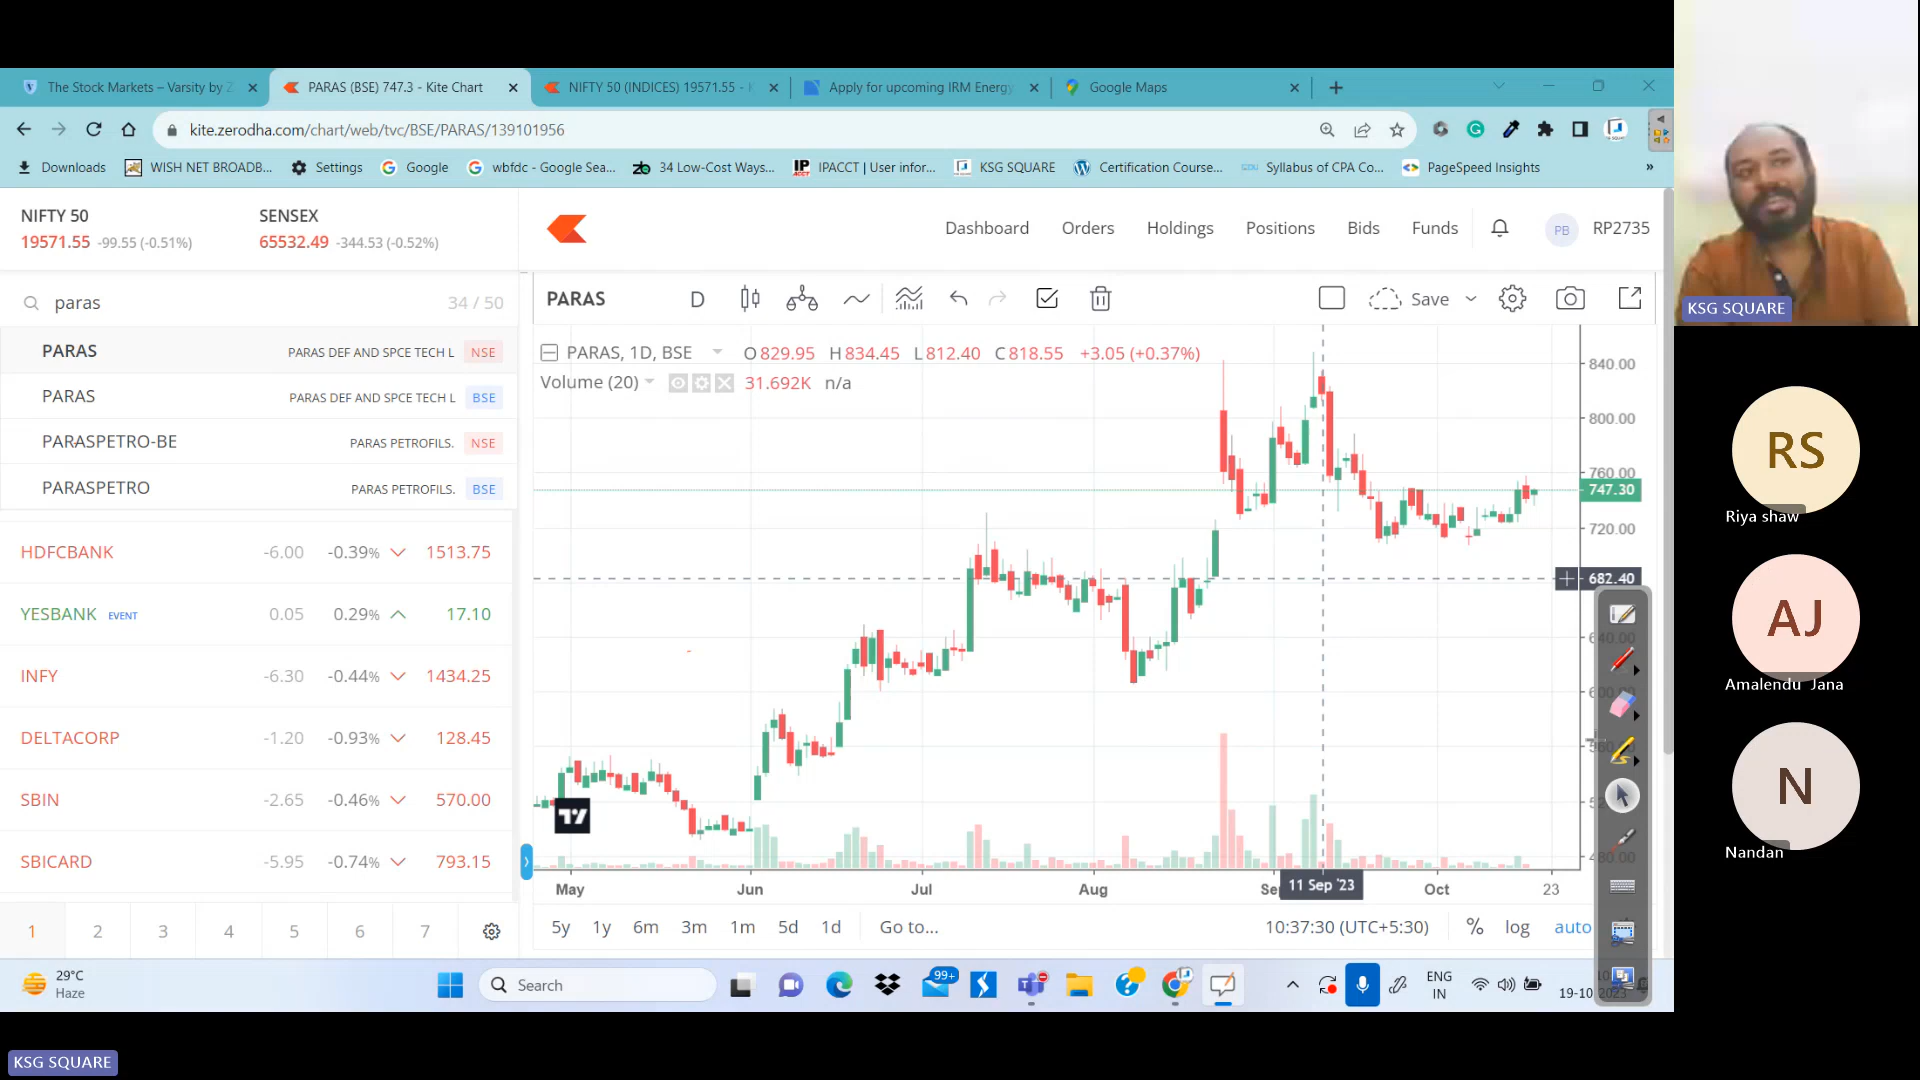 The Stock Markets – Varsity by Z
PARAS (BSE) 747.3 - Kite Chart
NIFTY 50 (INDICES) 19571.55 -
Apply for upcoming IRM Energy
Google Maps
kite.zerodha.com/chart/web/tvc/BSE/PARAS/139101956
Downloads
WISH NET BROADB...
Settings
Google
wbfdc - Google Sea...
34 Low-Cost Ways...
IPACCT | User infor...
KSG SQUARE
Certification Course...
Syllabus of CPA Co...
PageSpeed Insights
»
NIFTY 50
19571.55 -99.55 (-0.51%)
SENSEX
65532.49 -344.53 (-0.52%)
Dashboard
Orders
Holdings
Positions
Bids
Funds
PB
RP2735
KSG SQUARE
paras
34 / 50
PARAS PARAS DEF AND SPCE TECH L NSE
PARAS PARAS DEF AND SPCE TECH L BSE
PARASPETRO-BE PARAS PETROFILS. NSE
PARASPETRO PARAS PETROFILS. BSE
HDFCBANK -6.00 -0.39% 1513.75
YESBANK EVENT 0.05 0.29% 17.10
INFY -6.30 -0.44% 1434.25
DELTACORP -1.20 -0.93% 128.45
SBIN -2.65 -0.46% 570.00
SBICARD -5.95 -0.74% 793.15
1 2 3 4 5 6 7
PARAS
D
Save
PARAS, 1D, BSE O829.95 H834.45 L812.40 C818.55 +3.05 (+0.37%)
Volume (20) 31.692K n/a
840.00
800.00
760.00
747.30
720.00
682.40
640.00
480.00
May Jun Jul Aug 11 Sep '23 Oct 23
5y 1y 6m 3m 1m 5d 1d Go to...
10:37:30 (UTC+5:30) % log auto
RS
Riya shaw
AJ
Amalendu Jana
N
Nandan
29°C
Haze
Search
99+
ENG
IN
19-10-2023
KSG SQUARE